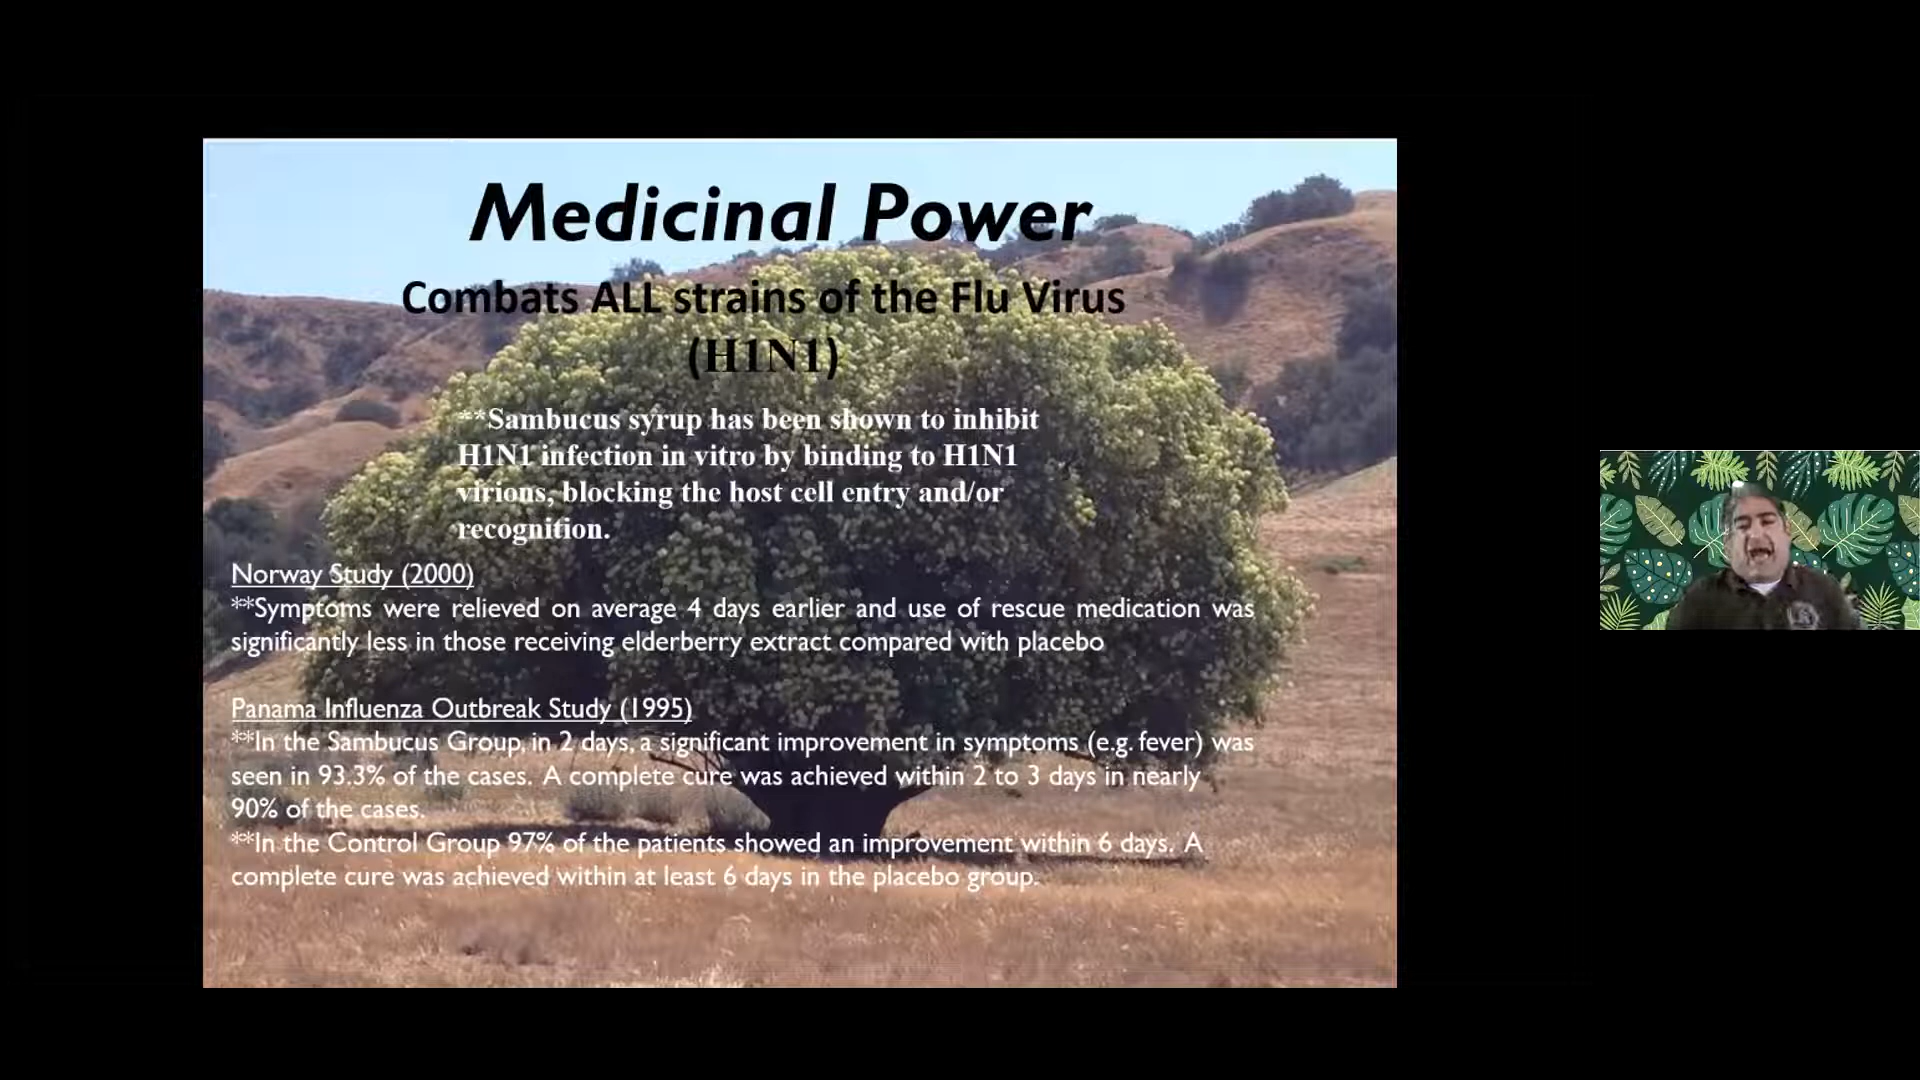 Medicinal Power
Combats ALL strains of the Flu Virus
(H1N1)
**Sambucus syrup has been shown to inhibit
H1N1 infection in vitro by binding to H1N1
virions, blocking the host cell entry and/or
recognition.
Norway Study (2000)
**Symptoms were relieved on average 4 days earlier and use of rescue medication was
significantly less in those receiving elderberry extract compared with placebo
Panama Influenza Outbreak Study (1995)
**In the Sambucus Group, in 2 days, a significant improvement in symptoms (e.g. fever) was
seen in 93.3% of the cases. A complete cure was achieved within 2 to 3 days in nearly
90% of the cases.
**In the Control Group 97% of the patients showed an improvement within 6 days. A
complete cure was achieved within at least 6 days in the placebo group.